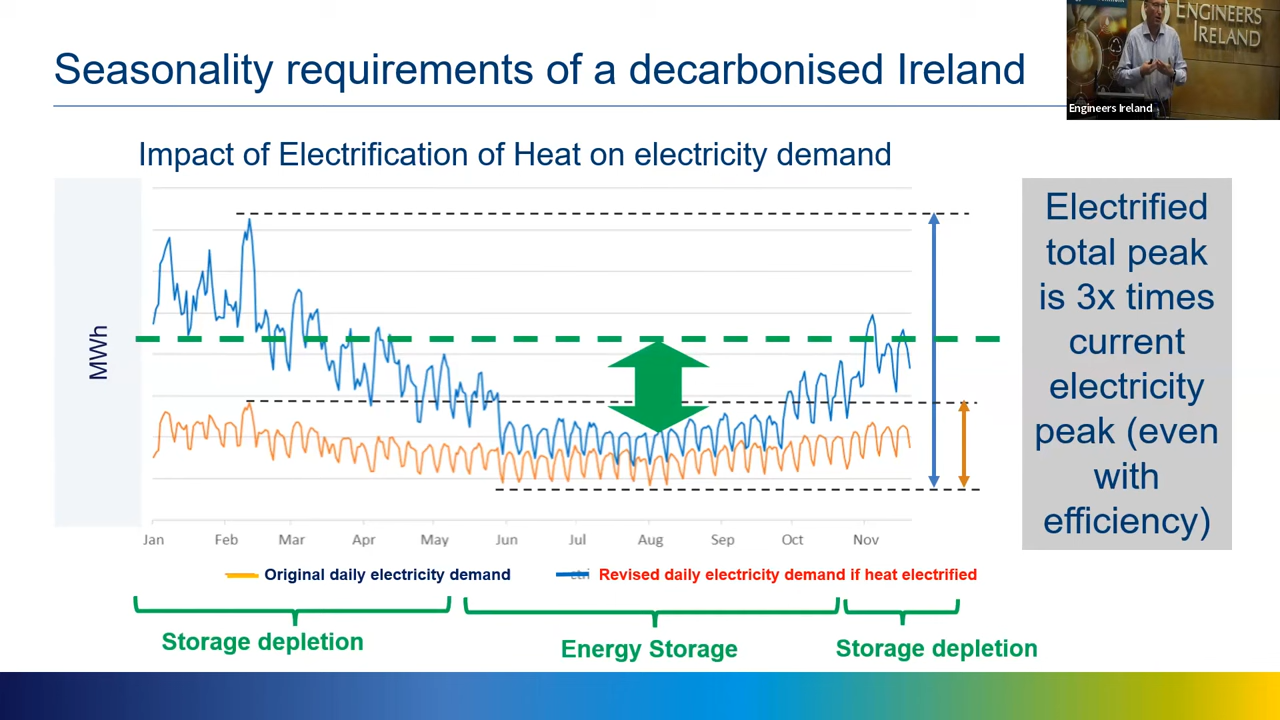 Seasonality requirements of a decarbonised Ireland
ENGINEERS
IRELAND
Engineers Ireland
Impact of Electrification of Heat on electricity demand
MWh
Jan Feb Mar Apr May Jun Jul Aug Sep Oct Nov
Original daily electricity demand
Revised daily electricity demand if heat electrified
Storage depletion
Energy Storage
Storage depletion
Electrified
total peak
is 3x times
current
electricity
peak (even
with
efficiency)